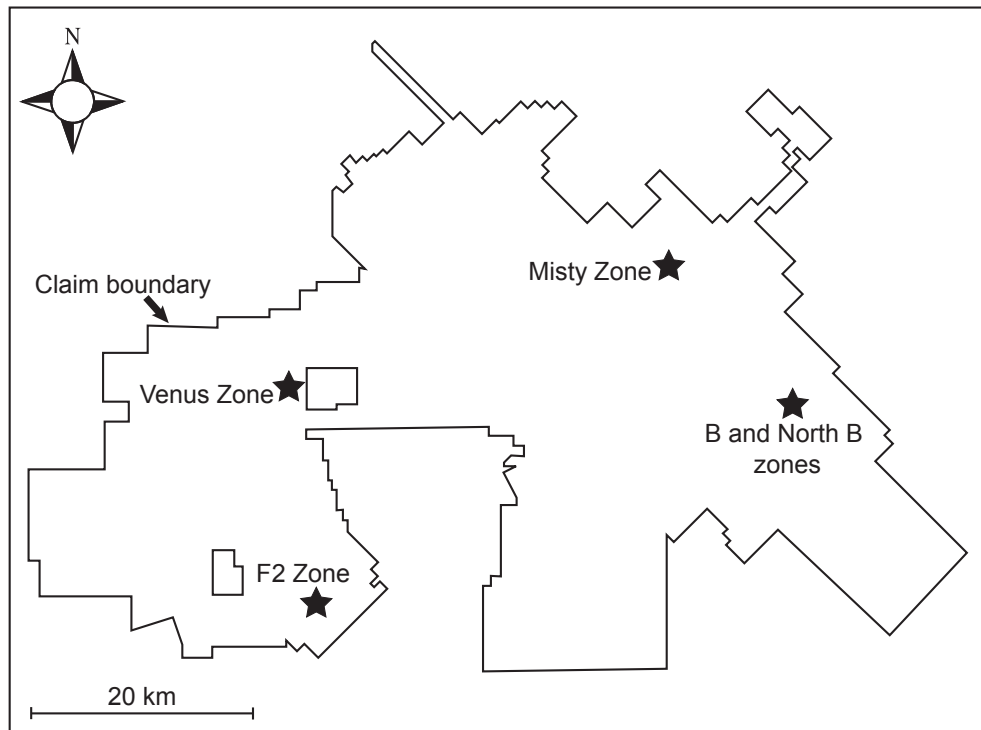 N
Misty Zone
Claim boundary
Venus Zone
B and North B
zones
F2 Zone
20 km